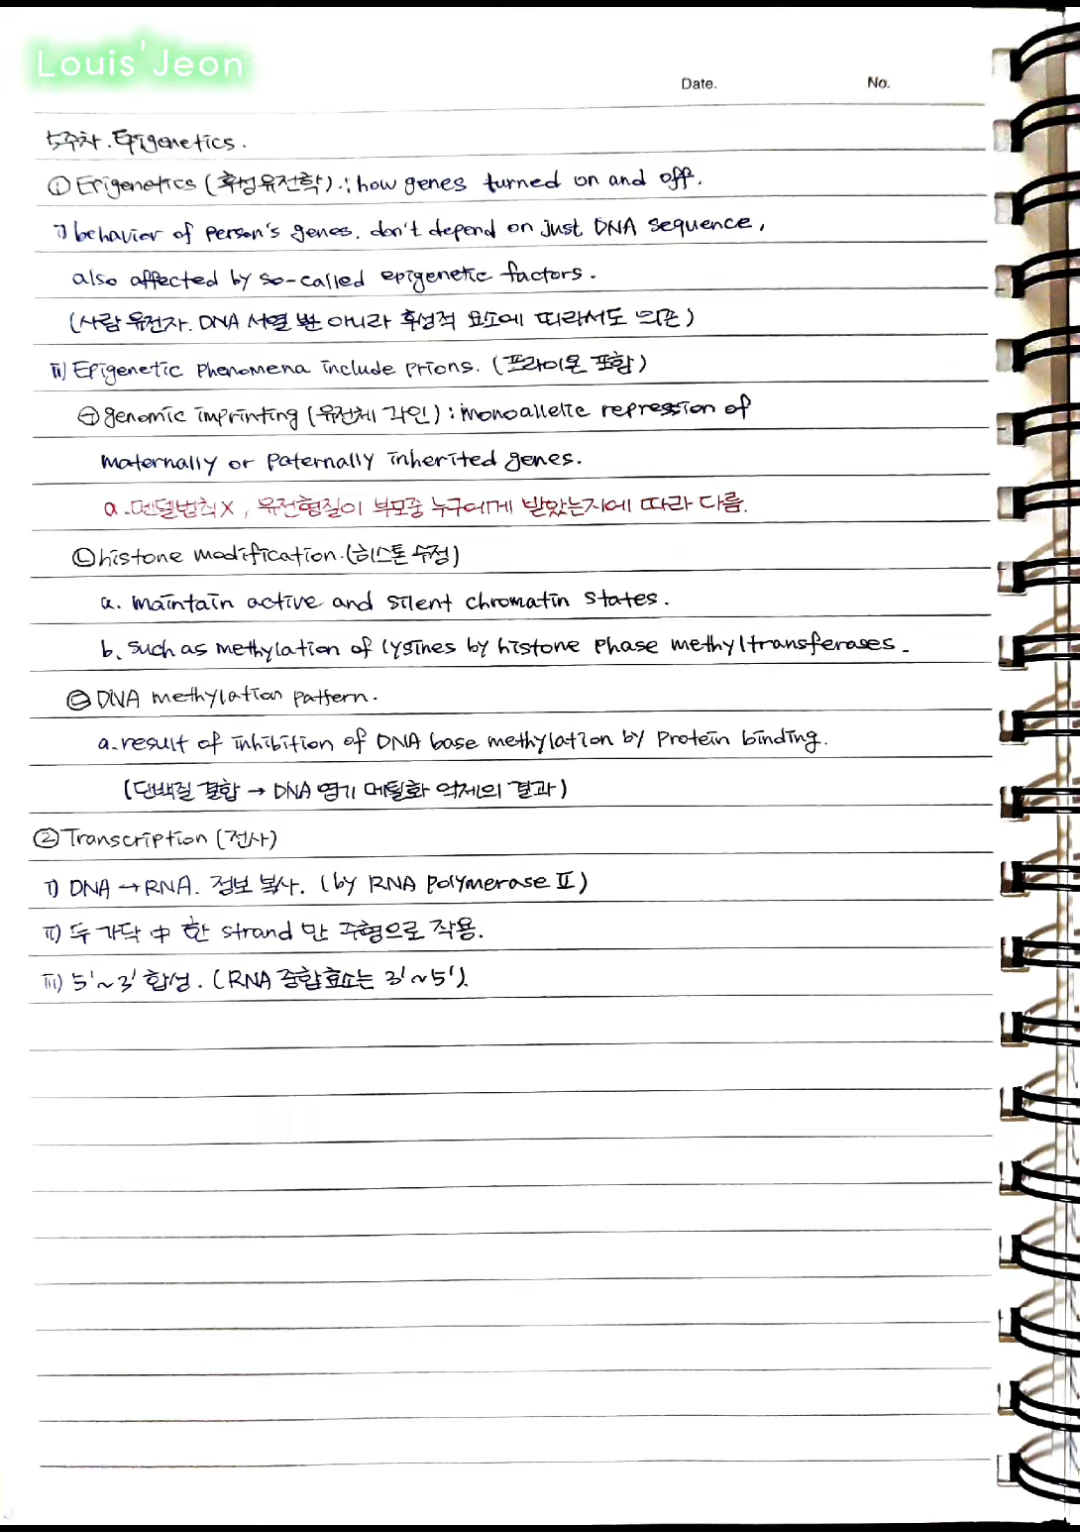 Louis'Jeon
Date. No.
5주차. Epigenetics.
① Epigenetics (후성유전학). : how genes turned on and off.
i) behavior of person's genes. don't depend on just DNA sequence,
also affected by so-called epigenetic factors.
(사람 유전자. DNA 서열 뿐 아니라 후성적 요소에 따라서도 의존)
ii) Epigenetic phenomena include prions. (프라이온 포함)
㉠ genomic imprinting (유전체 각인) : monoallelic repression of
maternally or paternally inherited genes.
a. 멘델법칙X, 유전형질이 부모중 누구에게 받았는지에 따라 다름.
㉡ histone modification. (히스톤 수정)
a. maintain active and silent chromatin states.
b. such as methylation of lysines by histone phase methyltransferases.
㉢ DNA methylation pattern.
a. result of inhibition of DNA base methylation by protein binding.
(단백질 결합 → DNA 염기 메틸화 억제의 결과)
② Transcription (전사)
i) DNA → RNA. 정보 복사. (by RNA polymerase II)
ii) 두 가닥 中 한 strand 만 주형으로 작용.
iii) 5'~3' 합성. (RNA 중합효소는 3'~5').